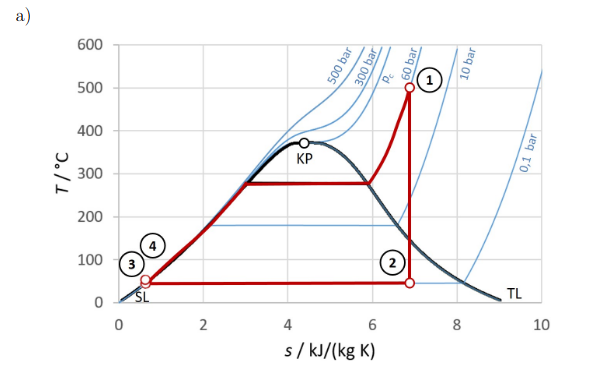 a)
600
500
400
300
200
100
0
T / °C
500 bar
300 bar
pc
60 bar
10 bar
0,1 bar
1
KP
4
3
2
SL
TL
0 2 4 6 8 10
s / kJ/(kg K)